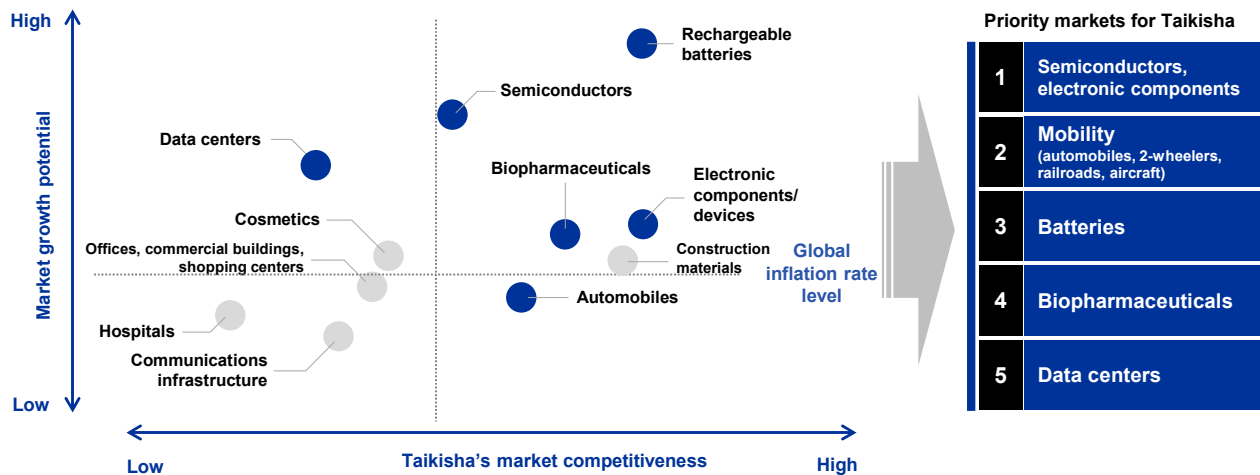 High
Market growth potential
Low
Rechargeable
batteries
Semiconductors
Data centers
Biopharmaceuticals
Electronic
components/
devices
Cosmetics
Offices, commercial buildings,
shopping centers
Construction
materials
Global
inflation rate
level
Automobiles
Hospitals
Communications
infrastructure
Low
Taikisha's market competitiveness
High
Priority markets for Taikisha
1
Semiconductors,
electronic components
2
Mobility
(automobiles, 2-wheelers,
railroads, aircraft)
3
Batteries
4
Biopharmaceuticals
5
Data centers